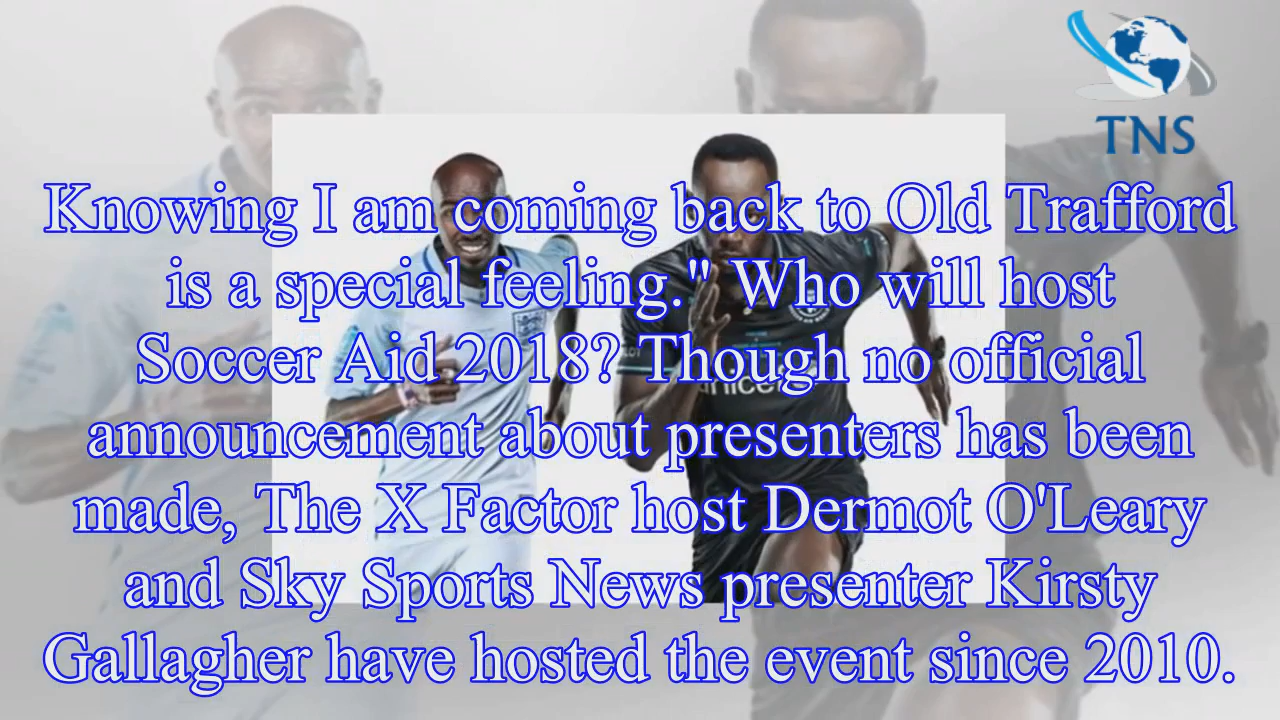 TNS
Knowing I am coming back to Old Trafford
is a special feeling." Who will host
Soccer Aid 2018? Though no official
announcement about presenters has been
made, The X Factor host Dermot O'Leary
and Sky Sports News presenter Kirsty
Gallagher have hosted the event since 2010.
unicef